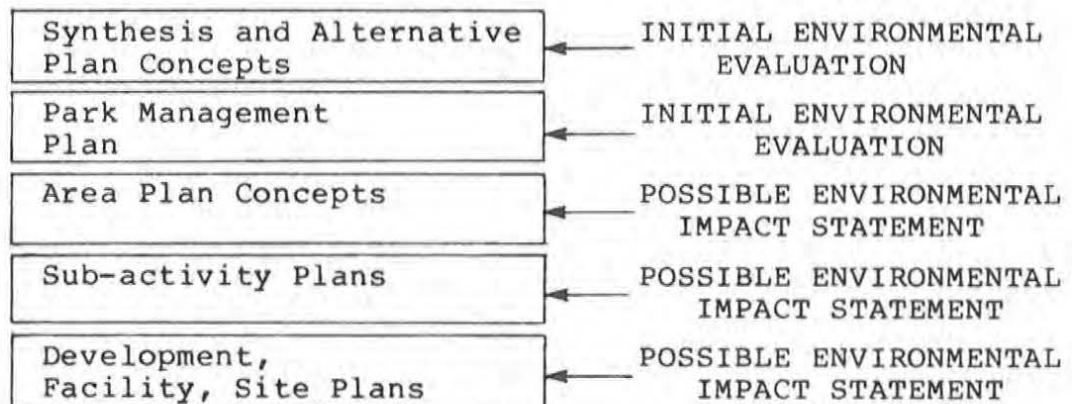 Synthesis and Alternative
Plan Concepts
INITIAL ENVIRONMENTAL
EVALUATION
Park Management
Plan
INITIAL ENVIRONMENTAL
EVALUATION
Area Plan Concepts
POSSIBLE ENVIRONMENTAL
IMPACT STATEMENT
Sub-activity Plans
POSSIBLE ENVIRONMENTAL
IMPACT STATEMENT
Development,
Facility, Site Plans
POSSIBLE ENVIRONMENTAL
IMPACT STATEMENT